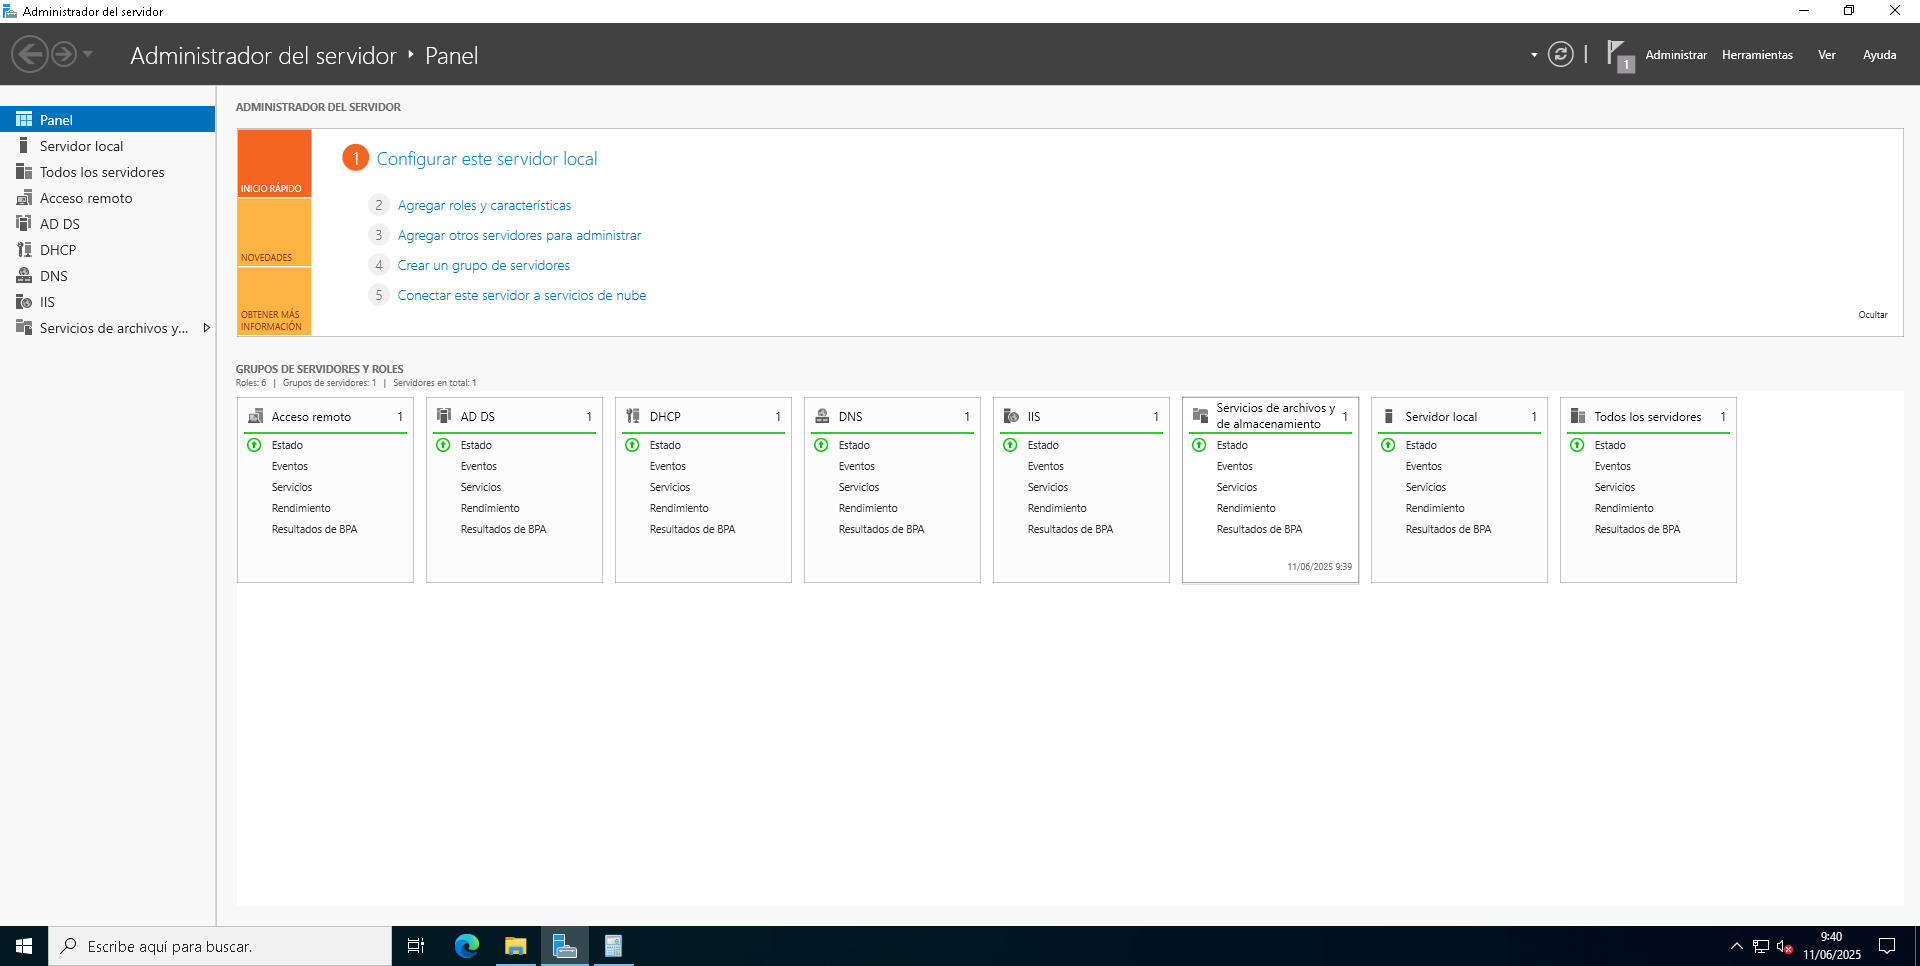 Administrador del servidor
Administrador del servidor ‣ Panel
1
Administrar
Herramientas
Ver
Ayuda
Panel
Servidor local
Todos los servidores
Acceso remoto
AD DS
DHCP
DNS
IIS
Servicios de archivos y...
ADMINISTRADOR DEL SERVIDOR
INICIO RÁPIDO
NOVEDADES
OBTENER MÁS
INFORMACIÓN
1 Configurar este servidor local
2 Agregar roles y características
3 Agregar otros servidores para administrar
4 Crear un grupo de servidores
5 Conectar este servidor a servicios de nube
Ocultar
GRUPOS DE SERVIDORES Y ROLES
Roles: 6 | Grupos de servidores: 1 | Servidores en total: 1
Acceso remoto 1
Estado
Eventos
Servicios
Rendimiento
Resultados de BPA
AD DS 1
Estado
Eventos
Servicios
Rendimiento
Resultados de BPA
DHCP 1
Estado
Eventos
Servicios
Rendimiento
Resultados de BPA
DNS 1
Estado
Eventos
Servicios
Rendimiento
Resultados de BPA
IIS 1
Estado
Eventos
Servicios
Rendimiento
Resultados de BPA
Servicios de archivos y
de almacenamiento 1
Estado
Eventos
Servicios
Rendimiento
Resultados de BPA
11/06/2025 9:39
Servidor local 1
Estado
Eventos
Servicios
Rendimiento
Resultados de BPA
Todos los servidores 1
Estado
Eventos
Servicios
Rendimiento
Resultados de BPA
Escribe aquí para buscar.
9:40
11/06/2025